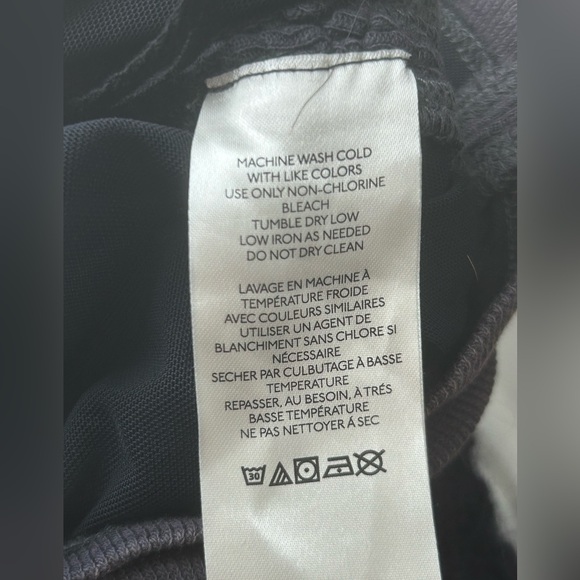 MACHINE WASH COLD
WITH LIKE COLORS
USE ONLY NON-CHLORINE
BLEACH
TUMBLE DRY LOW
LOW IRON AS NEEDED
DO NOT DRY CLEAN
LAVAGE EN MACHINE À
TEMPÉRATURE FROIDE
AVEC COULEURS SIMILAIRES
UTILISER UN AGENT DE
BLANCHIMENT SANS CHLORE SI
NÉCESSAIRE
SECHER PAR CULBUTAGE À BASSE
TEMPERATURE
REPASSER, AU BESOIN, À TRÉS
BASSE TEMPÉRATURE
NE PAS NETTOYER Á SEC
30